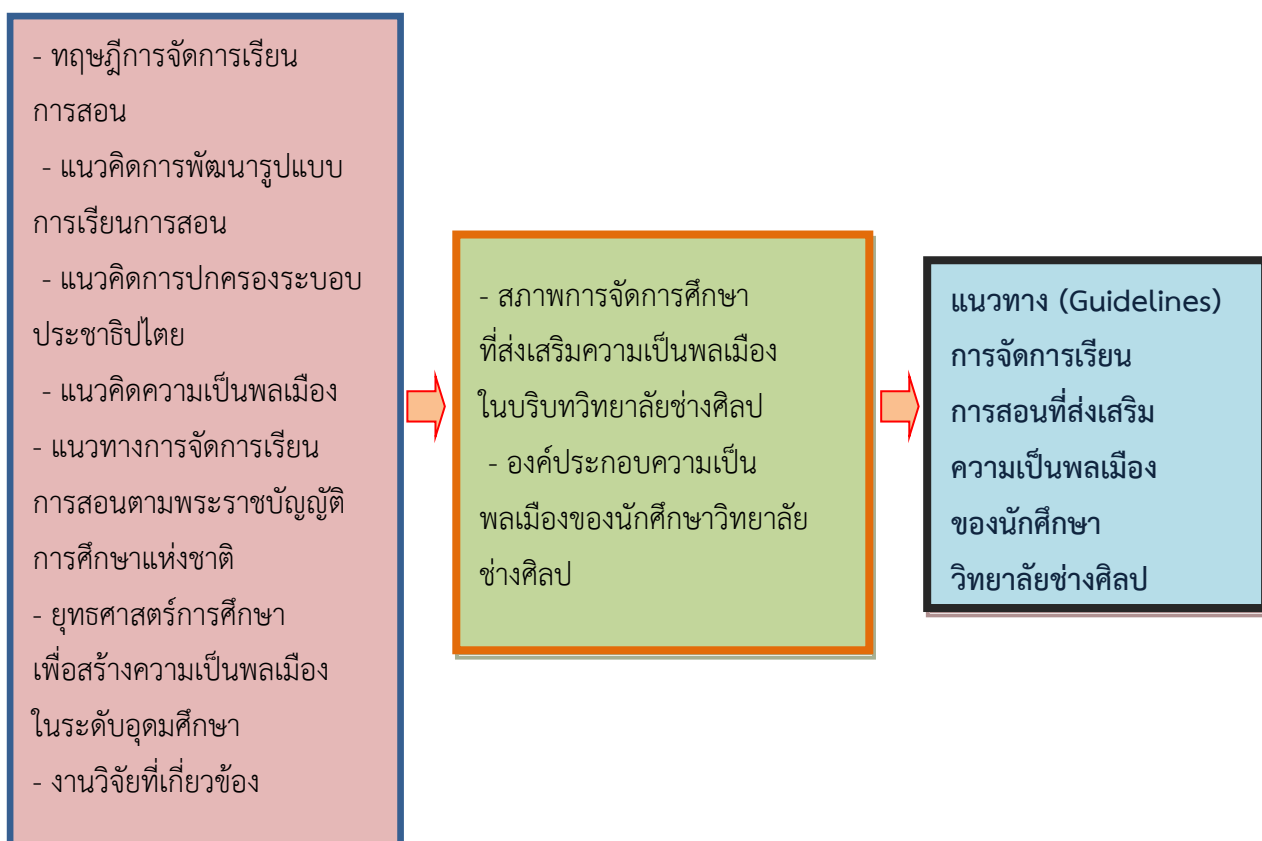 - ทฤษฎีการจัดการเรียน
การสอน
- แนวคิดการพัฒนารูปแบบ
การเรียนการสอน
- แนวคิดการปกครองระบอบ
ประชาธิปไตย
- แนวคิดความเป็นพลเมือง
- แนวทางการจัดการเรียน
การสอนตามพระราชบัญญัติ
การศึกษาแห่งชาติ
- ยุทธศาสตร์การศึกษา
เพื่อสร้างความเป็นพลเมือง
ในระดับอุดมศึกษา
- งานวิจัยที่เกี่ยวข้อง
- สภาพการจัดการศึกษา
ที่ส่งเสริมความเป็นพลเมือง
ในบริบทวิทยาลัยช่างศิลป
- องค์ประกอบความเป็น
พลเมืองของนักศึกษาวิทยาลัย
ช่างศิลป
แนวทาง (Guidelines)
การจัดการเรียน
การสอนที่ส่งเสริม
ความเป็นพลเมือง
ของนักศึกษา
วิทยาลัยช่างศิลป